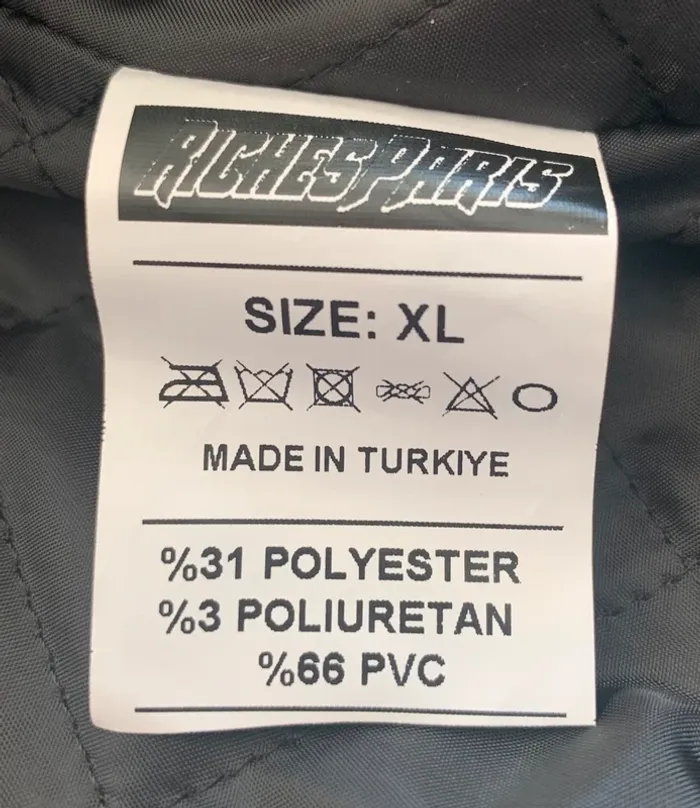 RICHES PARIS
SIZE: XL
MADE IN TURKIYE
%31 POLYESTER
%3 POLIURETAN
%66 PVC